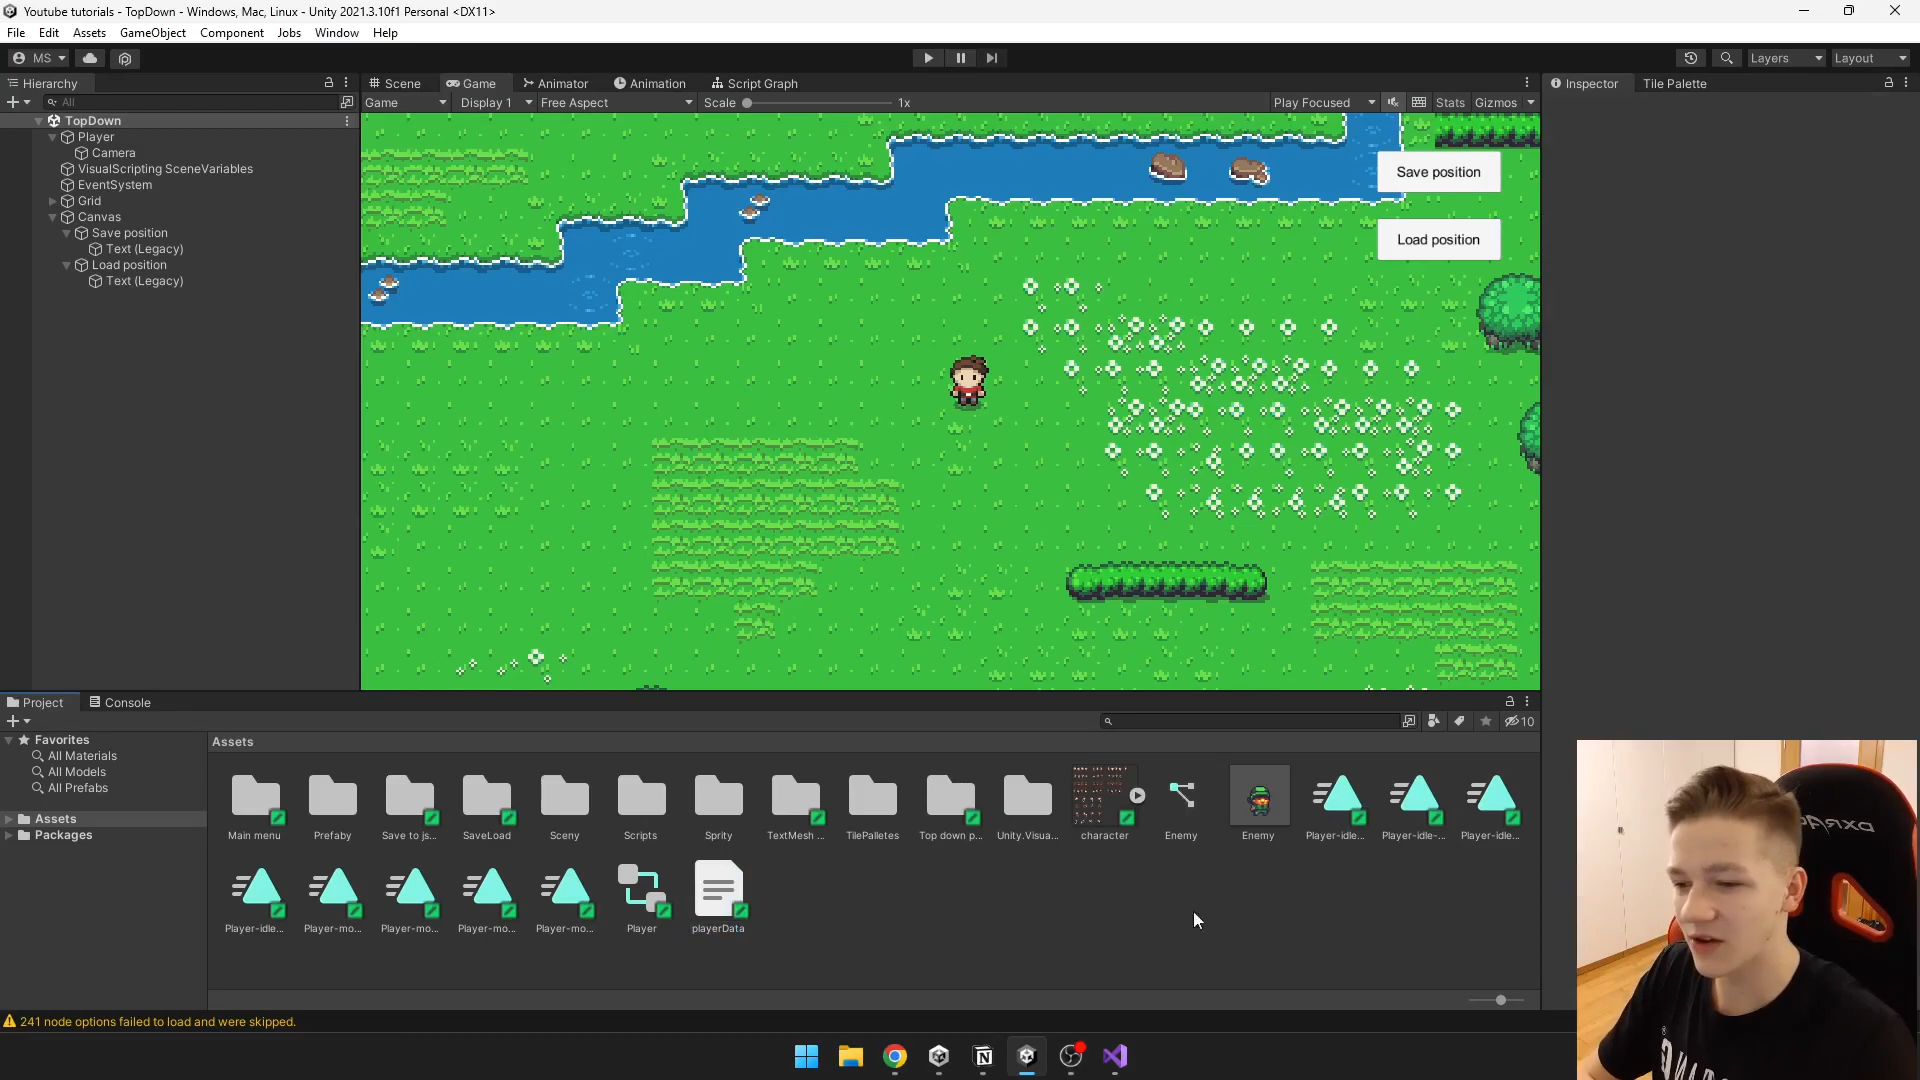 Youtube tutorials - TopDown - Windows, Mac, Linux - Unity 2021.3.10f1 Personal <DX11>
File Edit Assets GameObject Component Jobs Window Help
MS Layers Layout
Hierarchy Scene Game Animator Animation Script Graph Inspector Tile Palette
All Game Display 1 Free Aspect Scale 1x Play Focused Stats Gizmos
TopDown
Player
Camera
VisualScripting SceneVariables
EventSystem
Grid
Canvas
Save position
Text (Legacy)
Load position
Text (Legacy)
Save position
Load position
Project Console
10
Favorites
All Materials
All Models
All Prefabs
Assets
Packages
Assets
Main menu Prefaby Save to js... SaveLoad Sceny Scripts Sprity TextMesh ... TilePalletes Top down p... Unity.Visua... character Enemy Enemy Player-idle... Player-idle-... Player-idle...
Player-idle... Player-mo... Player-mo... Player-mo... Player-mo... Player playerData
241 node options failed to load and were skipped.